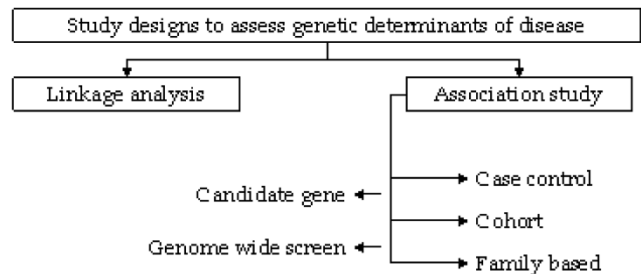 Study designs to assess genetic determinants of disease
Linkage analysis
Association study
Case control
Candidate gene
Cohort
Genome wide screen
Family based